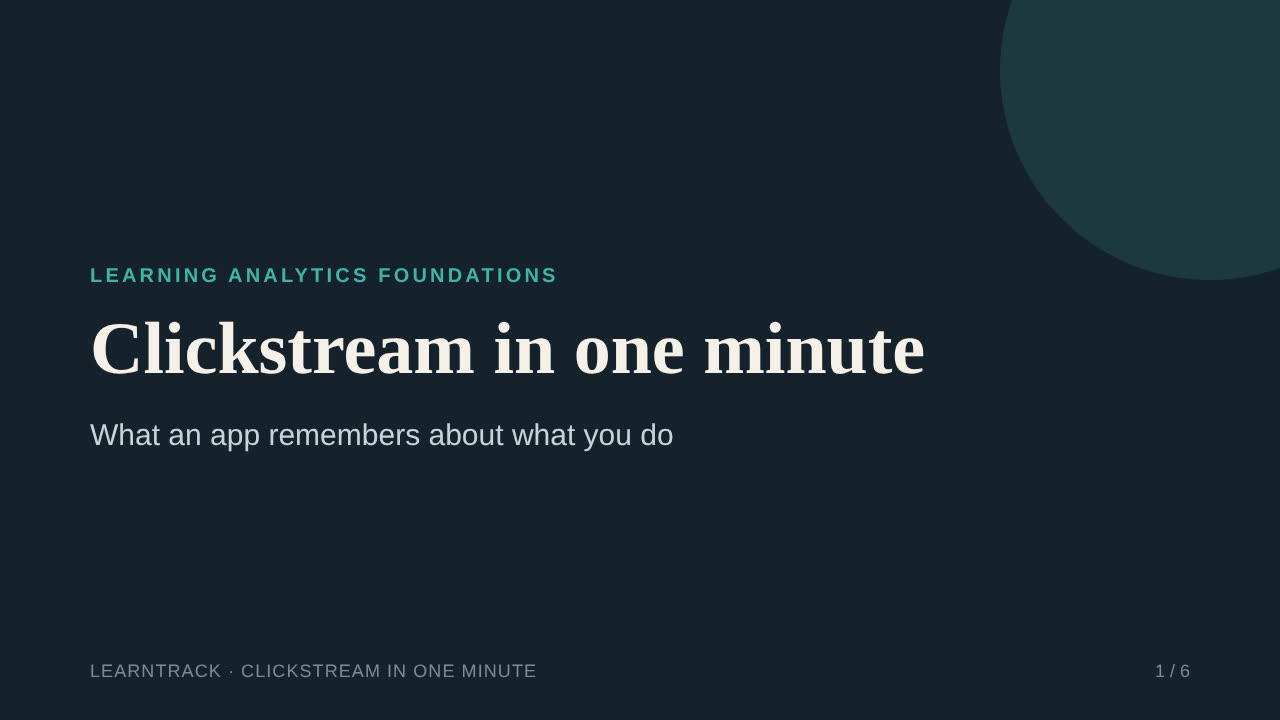 LEARNING ANALYTICS FOUNDATIONS
Clickstream in one minute
What an app remembers about what you do
LEARNTRACK · CLICKSTREAM IN ONE MINUTE
1 / 6